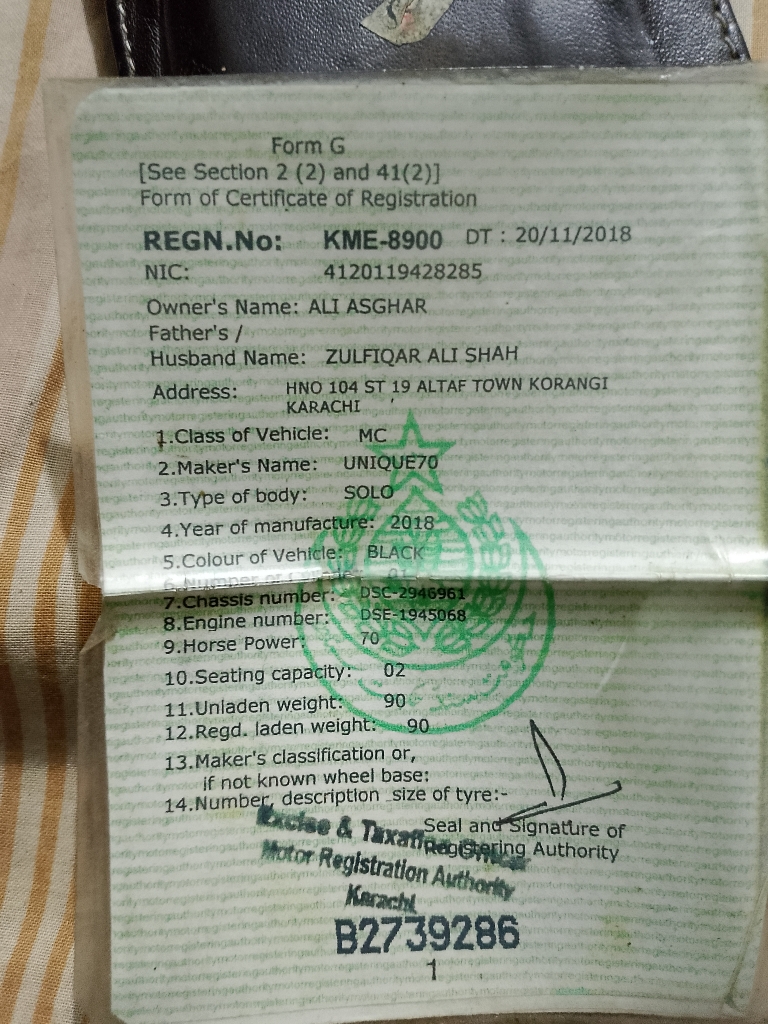 Form G
[See Section 2 (2) and 41(2)]
Form of Certificate of Registration
REGN.No: KME-8900 DT : 20/11/2018
NIC: 4120119428285
Owner's Name: ALI ASGHAR
Father's /
Husband Name: ZULFIQAR ALI SHAH
Address: HNO 104 ST 19 ALTAF TOWN KORANGI
KARACHI
1.Class of Vehicle: MC
2.Maker's Name: UNIQUE70
3.Type of body: SOLO
4.Year of manufacture: 2018
5.Colour of Vehicle: BLACK
6.Number of 01
7.Chassis number: DSC-2946961
8.Engine number: DSE-1945068
9.Horse Power: 70
10.Seating capacity: 02
11.Unladen weight: 90
12.Regd. laden weight: 90
13.Maker's classification or,
if not known wheel base:
14.Number, description size of tyre:-
Seal and Signature of
Registering Authority
Excise & Taxation Officer
Motor Registration Authority
Karachi
B2739286
1